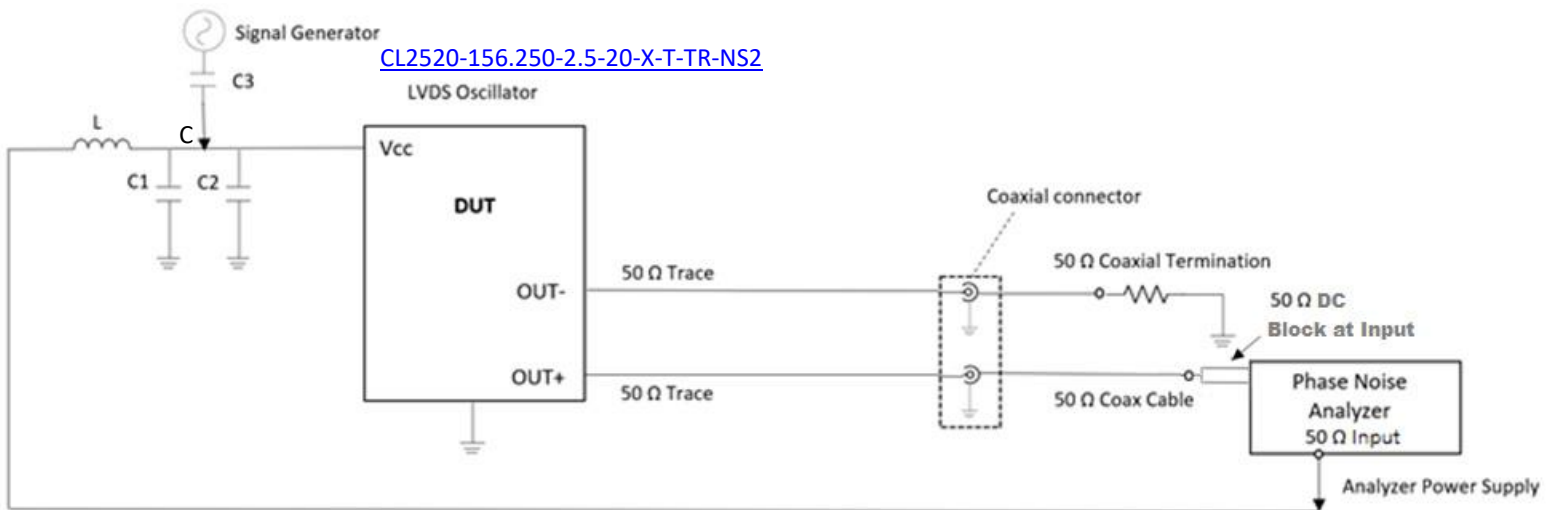 Signal Generator
CL2520-156.250-2.5-20-X-T-TR-NS2
C3
LVDS Oscillator
L
C
Vcc
C1
C2
DUT
Coaxial connector
50 Ω Trace
50 Ω Coaxial Termination
OUT-
50 Ω DC
Block at Input
OUT+
50 Ω Trace
50 Ω Coax Cable
Phase Noise
Analyzer
50 Ω Input
Analyzer Power Supply